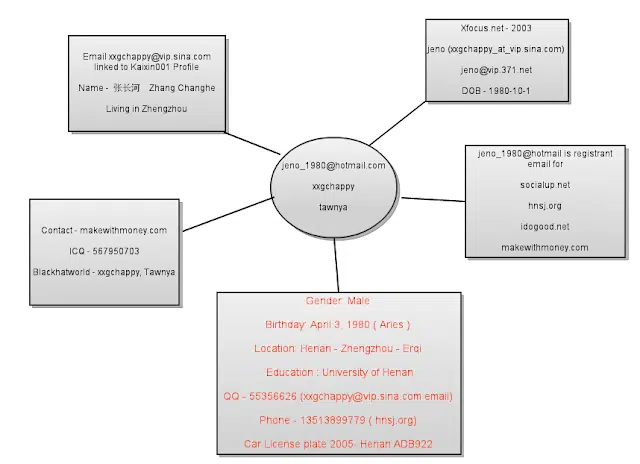 Email xxgchappy@vip.sina.com
linked to Kaixin001 Profile
Name - 张长河 Zhang Changhe
Living in Zhengzhou
Xfocus.net - 2003
jeno (xxgchappy_at_vip.sina.com)
jeno@vip.371.net
DOB - 1980-10-1
jeno_1980@hotmail.com
xxgchappy
tawnya
jeno_1980@hotmail is registrant
email for
socialup.net
hnsj.org
idogood.net
makewithmoney.com
Contact - makewithmoney.com
ICQ - 567950703
Blackhatworld - xxgchappy, Tawnya
Gender: Male
Birthday: April 3, 1980 ( Aries )
Location: Henan - Zhengzhou - Erqi
Education : University of Henan
QQ - 55356626 (xxgchappy@vip.sina.com email)
Phone - 13513899779 ( hnsj.org)
Car License plate 2005- Henan ADB922